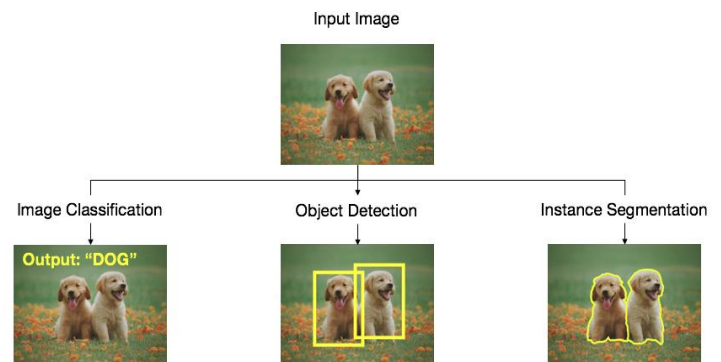 Input Image
Image Classification
Object Detection
Instance Segmentation
Output: “DOG”